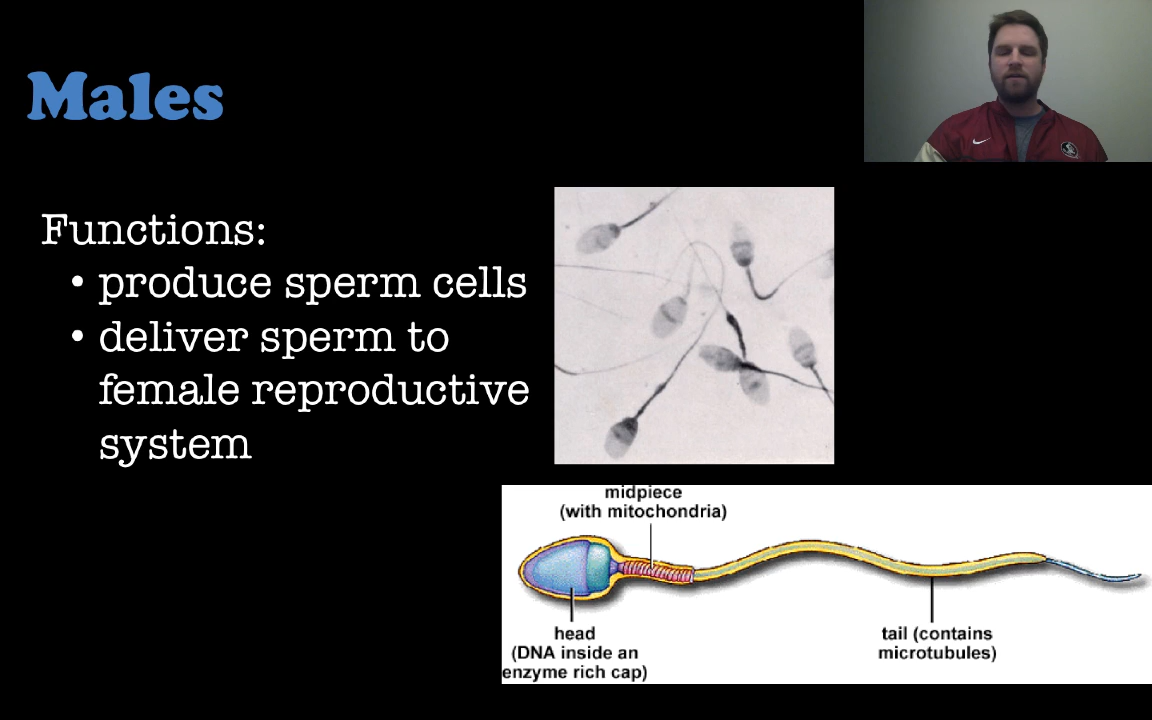 Males
Functions:
• produce sperm cells
• deliver sperm to
female reproductive
system
midpiece
(with mitochondria)
head
(DNA inside an
enzyme rich cap)
tail (contains
microtubules)